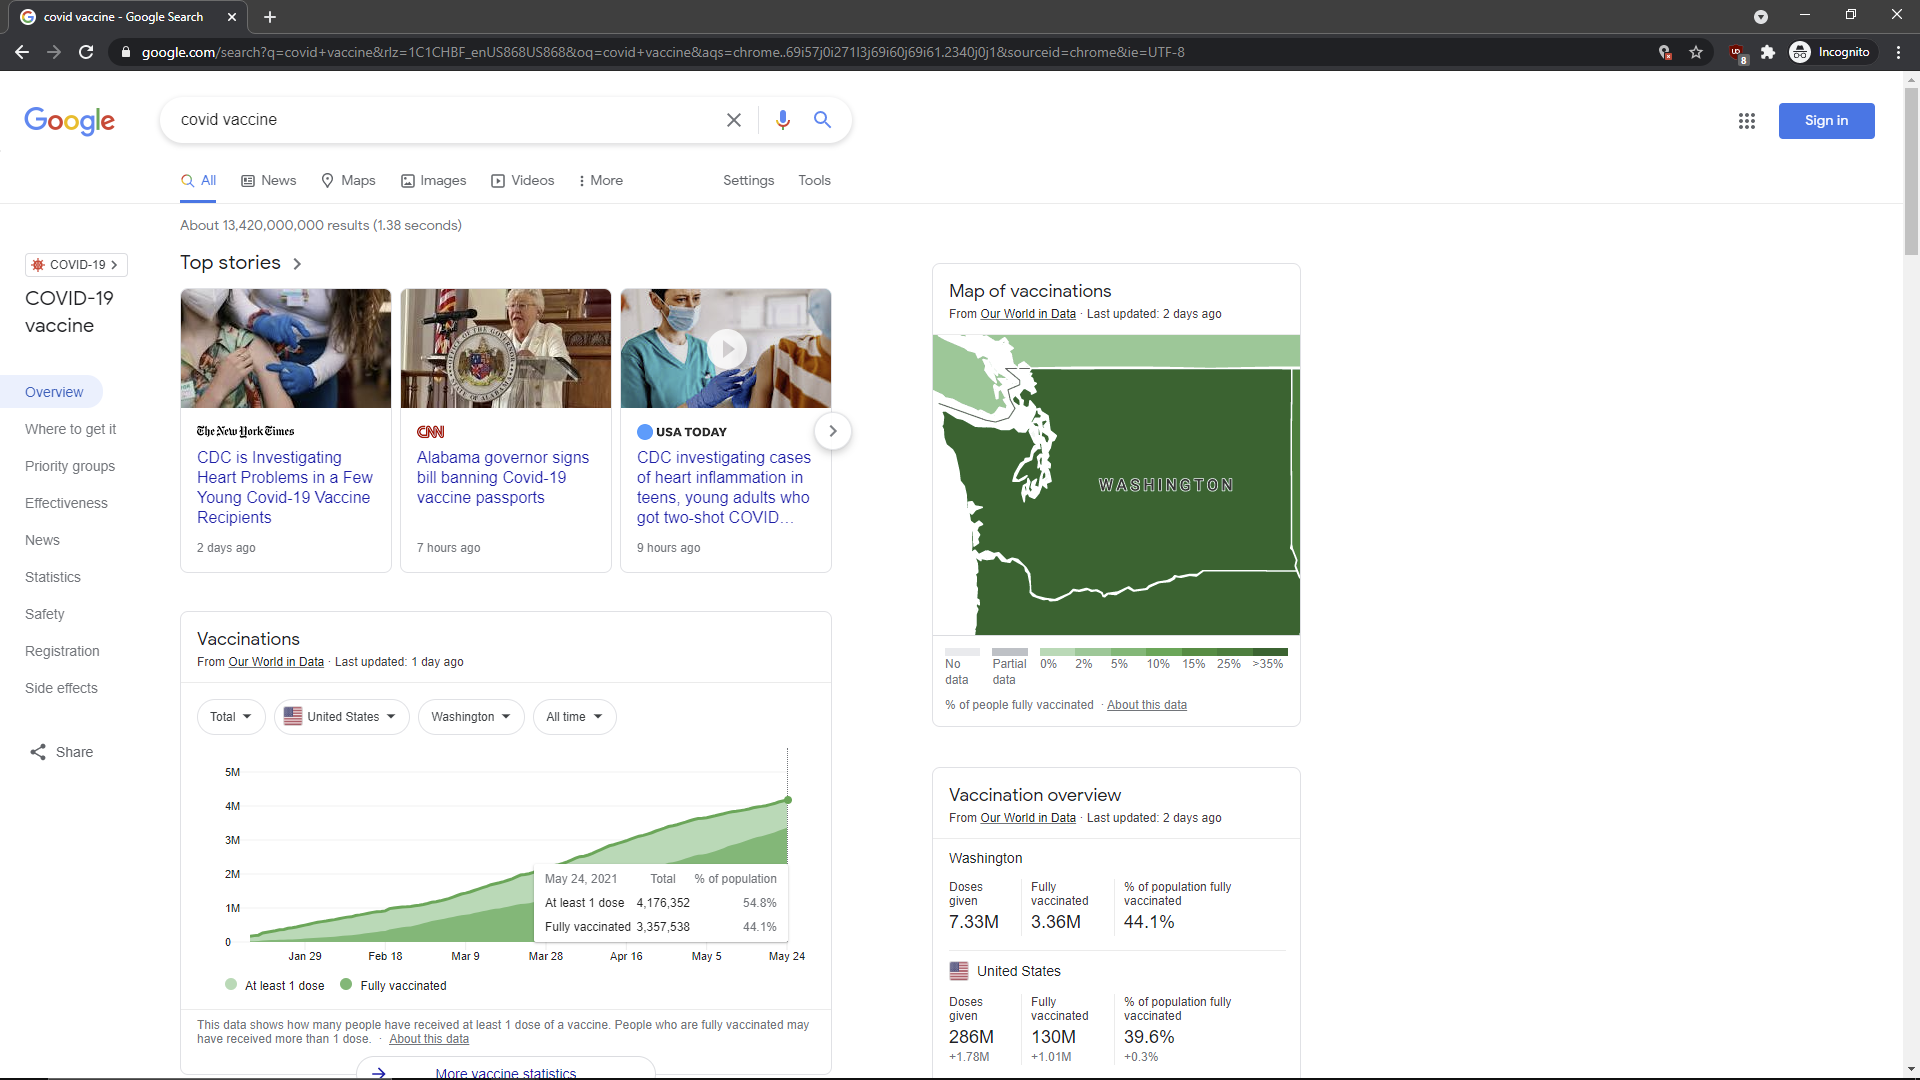 covid vaccine - Google Search
google.com/search?q=covid+vaccine&rlz=1C1CHBF_enUS868US868&oq=covid+vaccine&aqs=chrome..69i57j0i271l3j69i60j69i61.2340j0j1&sourceid=chrome&ie=UTF-8
8
Incognito
Google
covid vaccine
Sign in
All
News
Maps
Images
Videos
More
Settings
Tools
About 13,420,000,000 results (1.38 seconds)
COVID-19
COVID-19
vaccine
Overview
Where to get it
Priority groups
Effectiveness
News
Statistics
Safety
Registration
Side effects
Share
Top stories
The New York Times
CDC is Investigating
Heart Problems in a Few
Young Covid-19 Vaccine
Recipients
2 days ago
CNN
Alabama governor signs
bill banning Covid-19
vaccine passports
7 hours ago
USA TODAY
CDC investigating cases
of heart inflammation in
teens, young adults who
got two-shot COVID...
9 hours ago
Vaccinations
From Our World in Data · Last updated: 1 day ago
Total
United States
Washington
All time
5M
4M
3M
2M
1M
0
May 24, 2021 Total % of population
At least 1 dose 4,176,352 54.8%
Fully vaccinated 3,357,538 44.1%
Jan 29 Feb 18 Mar 9 Mar 28 Apr 16 May 5 May 24
At least 1 dose Fully vaccinated
This data shows how many people have received at least 1 dose of a vaccine. People who are fully vaccinated may
have received more than 1 dose. · About this data
More vaccine statistics
Map of vaccinations
From Our World in Data · Last updated: 2 days ago
WASHINGTON
No
data
Partial
data
0% 2% 5% 10% 15% 25% >35%
% of people fully vaccinated · About this data
Vaccination overview
From Our World in Data · Last updated: 2 days ago
Washington
Doses
given
7.33M
Fully
vaccinated
3.36M
% of population fully
vaccinated
44.1%
United States
Doses
given
286M
+1.78M
Fully
vaccinated
130M
+1.01M
% of population fully
vaccinated
39.6%
+0.3%